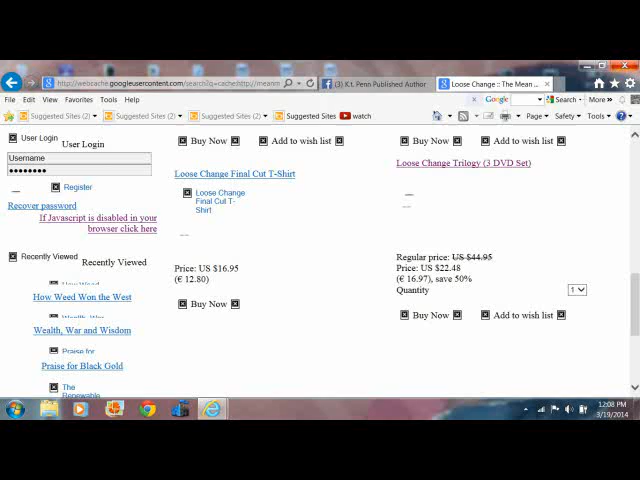 http://webcache.googleusercontent.com/search?q=cache:http://meanm
(3) K.t. Penn Published Author
Loose Change :: The Mean ...
Google
Search
More »
File Edit View Favorites Tools Help
Suggested Sites (2)
Suggested Sites (2)
Suggested Sites (2)
Suggested Sites
watch
Page
Safety
Tools
User Login
User Login
Username
Register
Recover password
If Javascript is disabled in your
browser click here
Recently Viewed
Recently Viewed
How Weed
How Weed Won the West
Wealth, War
Wealth, War and Wisdom
Praise for
Praise for Black Gold
The
Renewable
Buy Now
Add to wish list
Loose Change Final Cut T-Shirt
Loose Change
Final Cut T-
Shirt
Price: US $16.95
(€ 12.80)
Buy Now
Buy Now
Add to wish list
Loose Change Trilogy (3 DVD Set)
Regular price: US $44.95
Price: US $22.48
(€ 16.97), save 50%
Quantity
1
Buy Now
Add to wish list
12:08 PM
3/19/2014